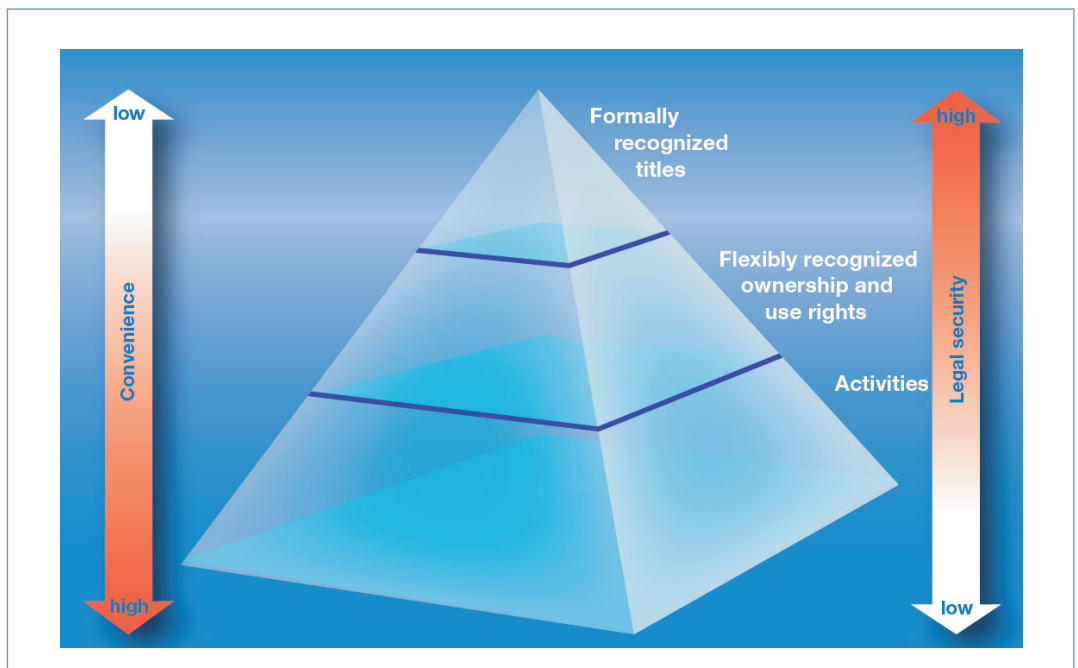 low
Convenience
high
Formally
recognized
titles
Flexibly recognized
ownership and
use rights
Activities
high
Legal security
low